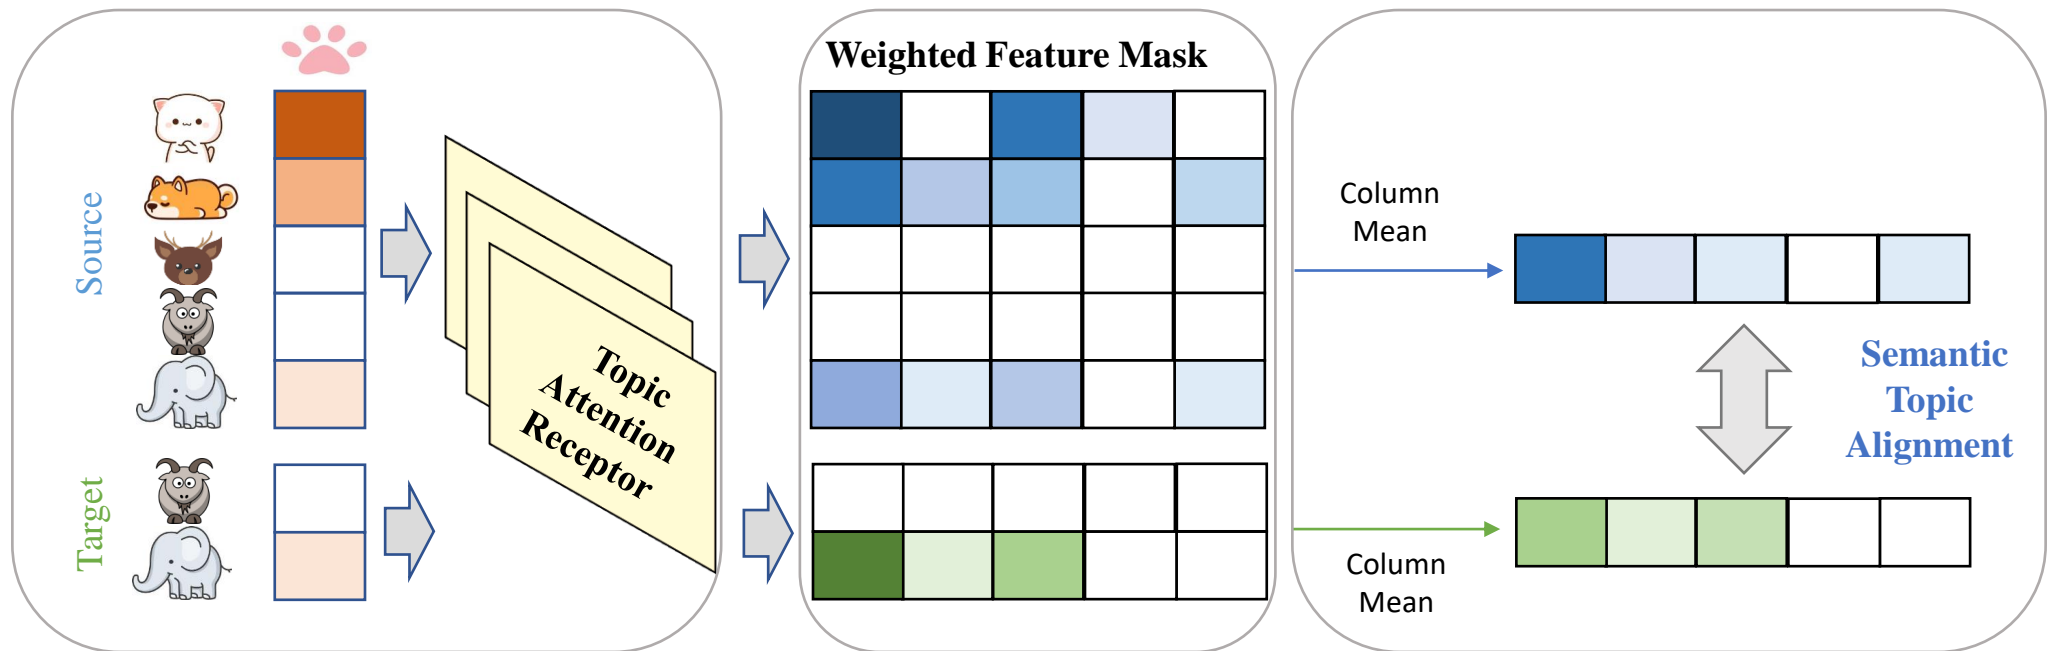 Source
Target
Topic
Attention
Receptor
Weighted Feature Mask
Column
Mean
Column
Mean
Semantic
Topic
Alignment